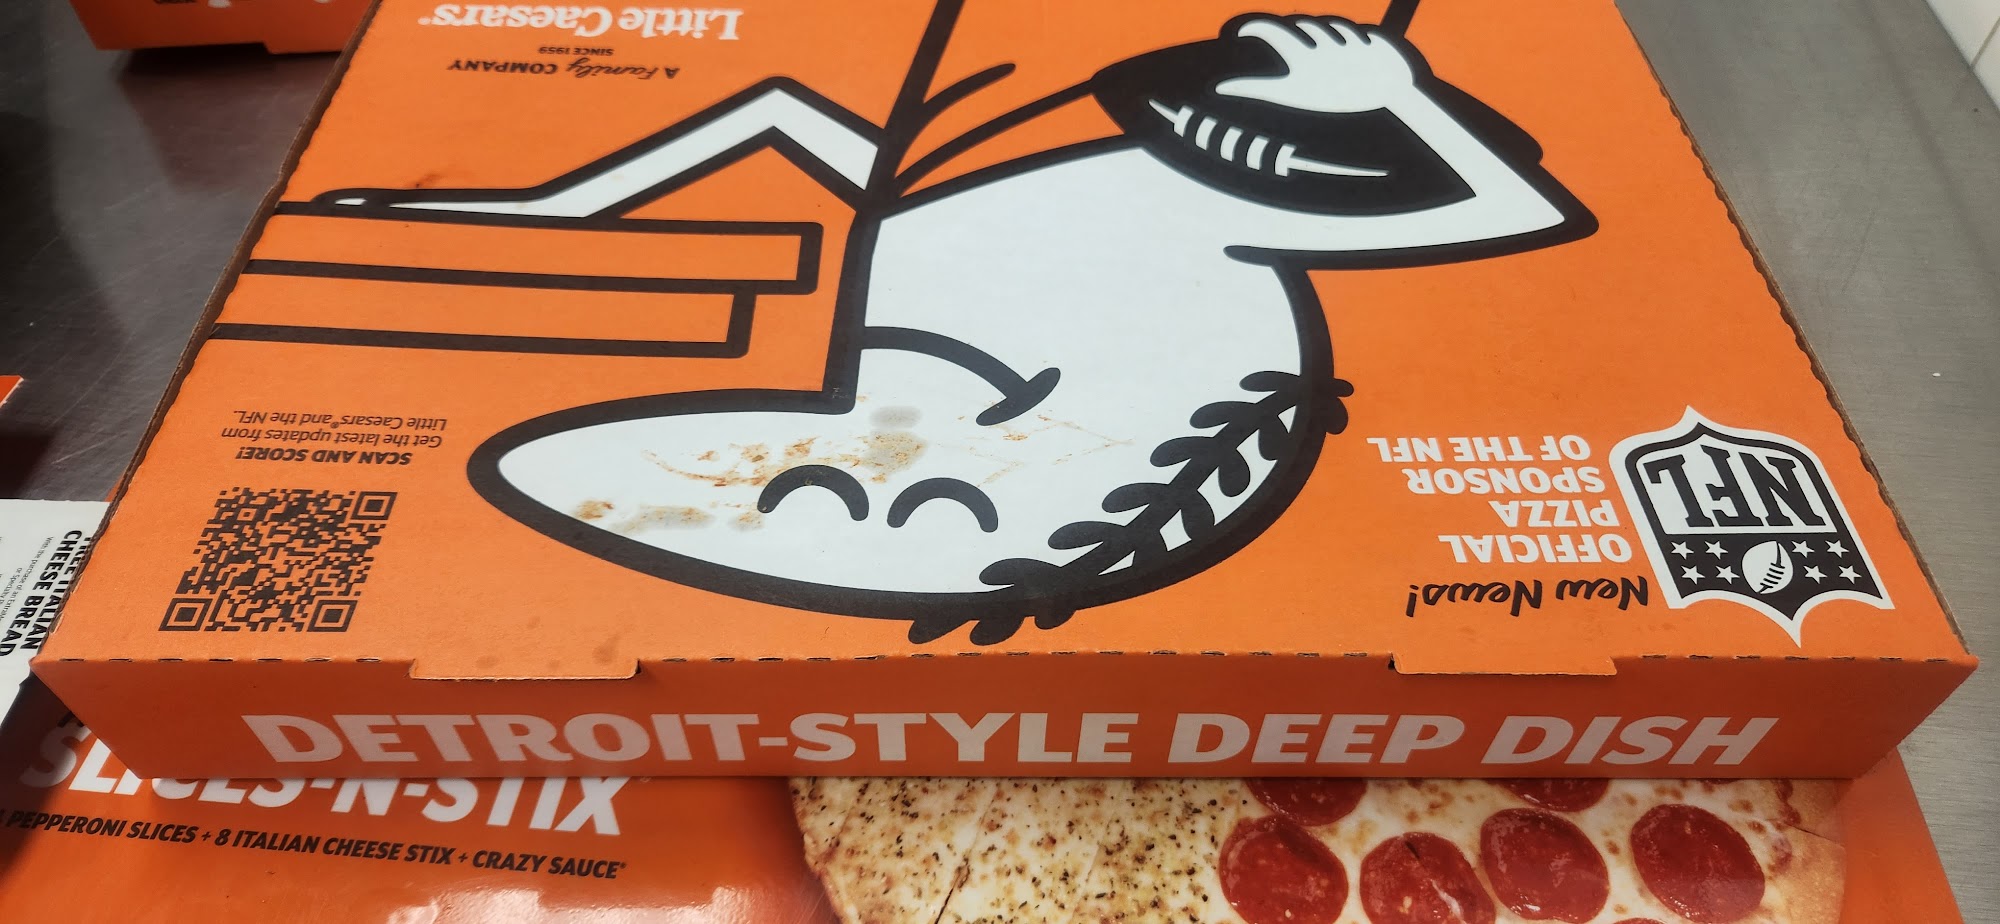 Little Caesars®
A Family COMPANY
SINCE 1959
SCAN AND SCORE!
Get the latest updates from
Little Caesars® and the NFL.
New News!
OFFICIAL
PIZZA
SPONSOR
OF THE NFL
NFL
DETROIT-STYLE DEEP DISH
ITALIAN
CHEESE BREAD
SLICES-N-STIX
PEPPERONI SLICES + 8 ITALIAN CHEESE STIX + CRAZY SAUCE®